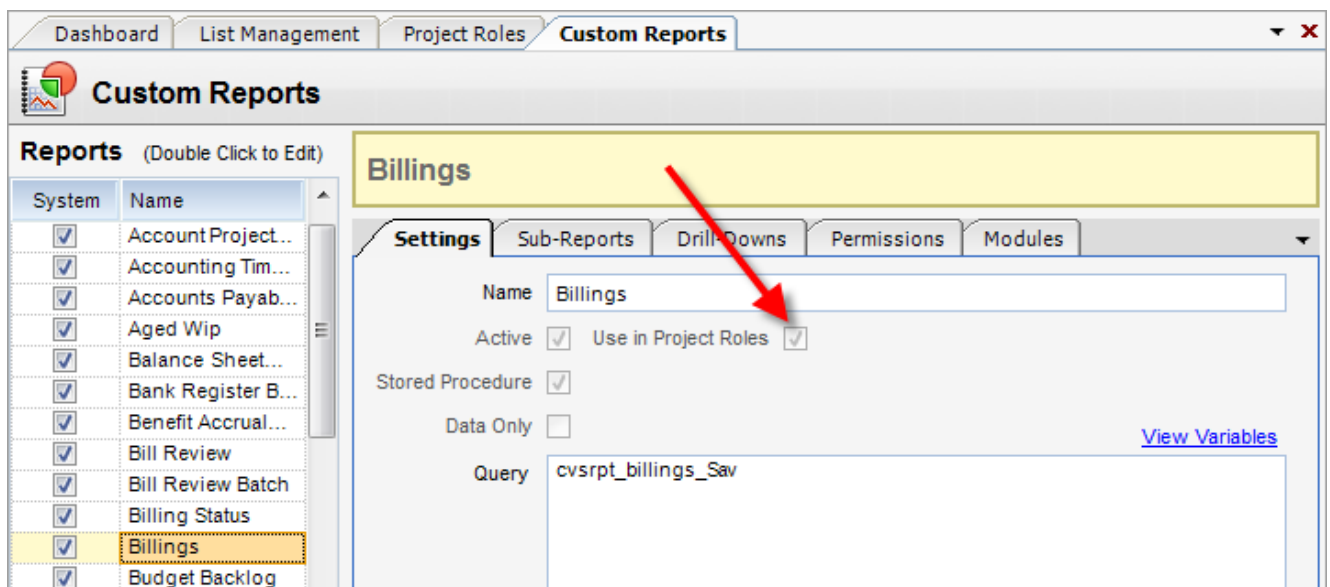 Dashboard List Management Project Roles Custom Reports
Custom Reports
Reports (Double Click to Edit)
System Name
Account Project...
Accounting Tim...
Accounts Payab...
Aged Wip
Balance Sheet...
Bank Register B...
Benefit Accrual...
Bill Review
Bill Review Batch
Billing Status
Billings
Budget Backlog
Billings
Settings Sub-Reports Drill-Downs Permissions Modules
Name Billings
Active Use in Project Roles
Stored Procedure
Data Only
View Variables
Query cvsrpt_billings_Sav